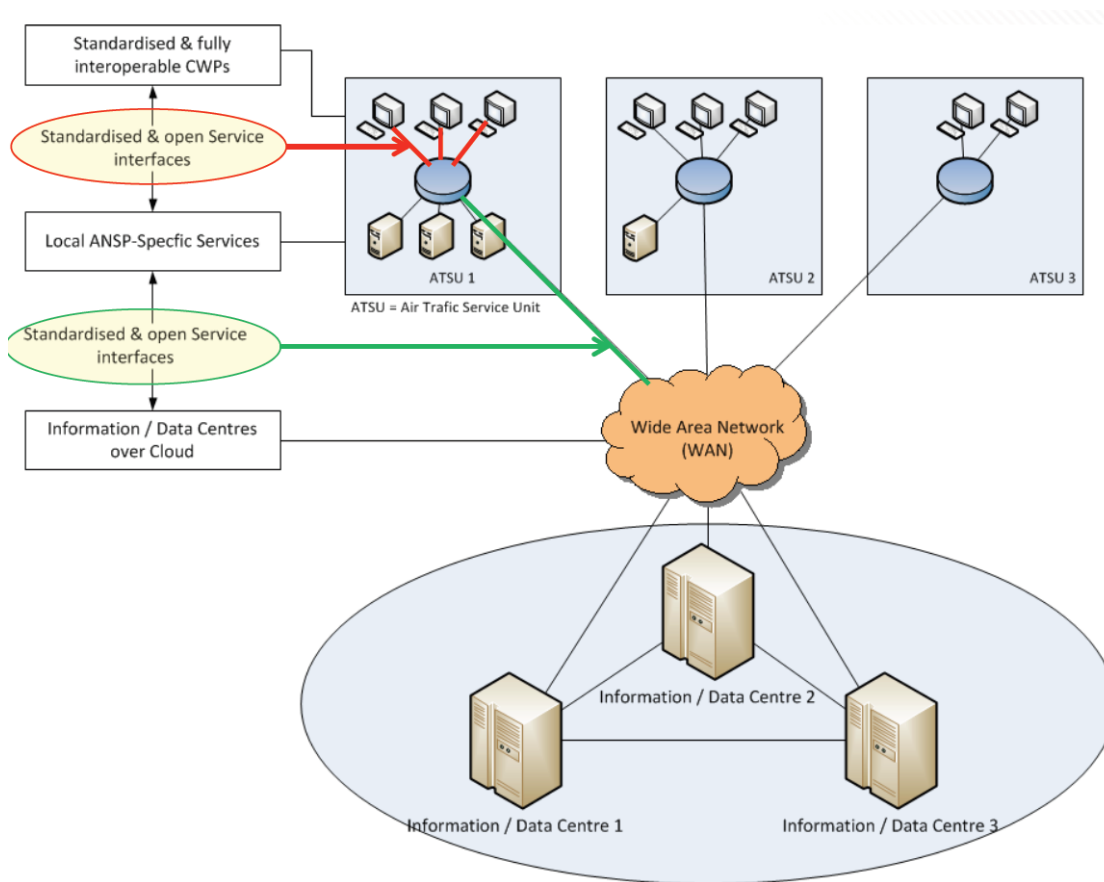 Standardised & fully
interoperable CWPs
Standardised & open Service
interfaces
Local ANSP-Specfic Services
Standardised & open Service
interfaces
Information / Data Centres
over Cloud
ATSU 1
ATSU = Air Trafic Service Unit
ATSU 2
ATSU 3
Wide Area Network
(WAN)
Information / Data Centre 2
Information / Data Centre 1
Information / Data Centre 3